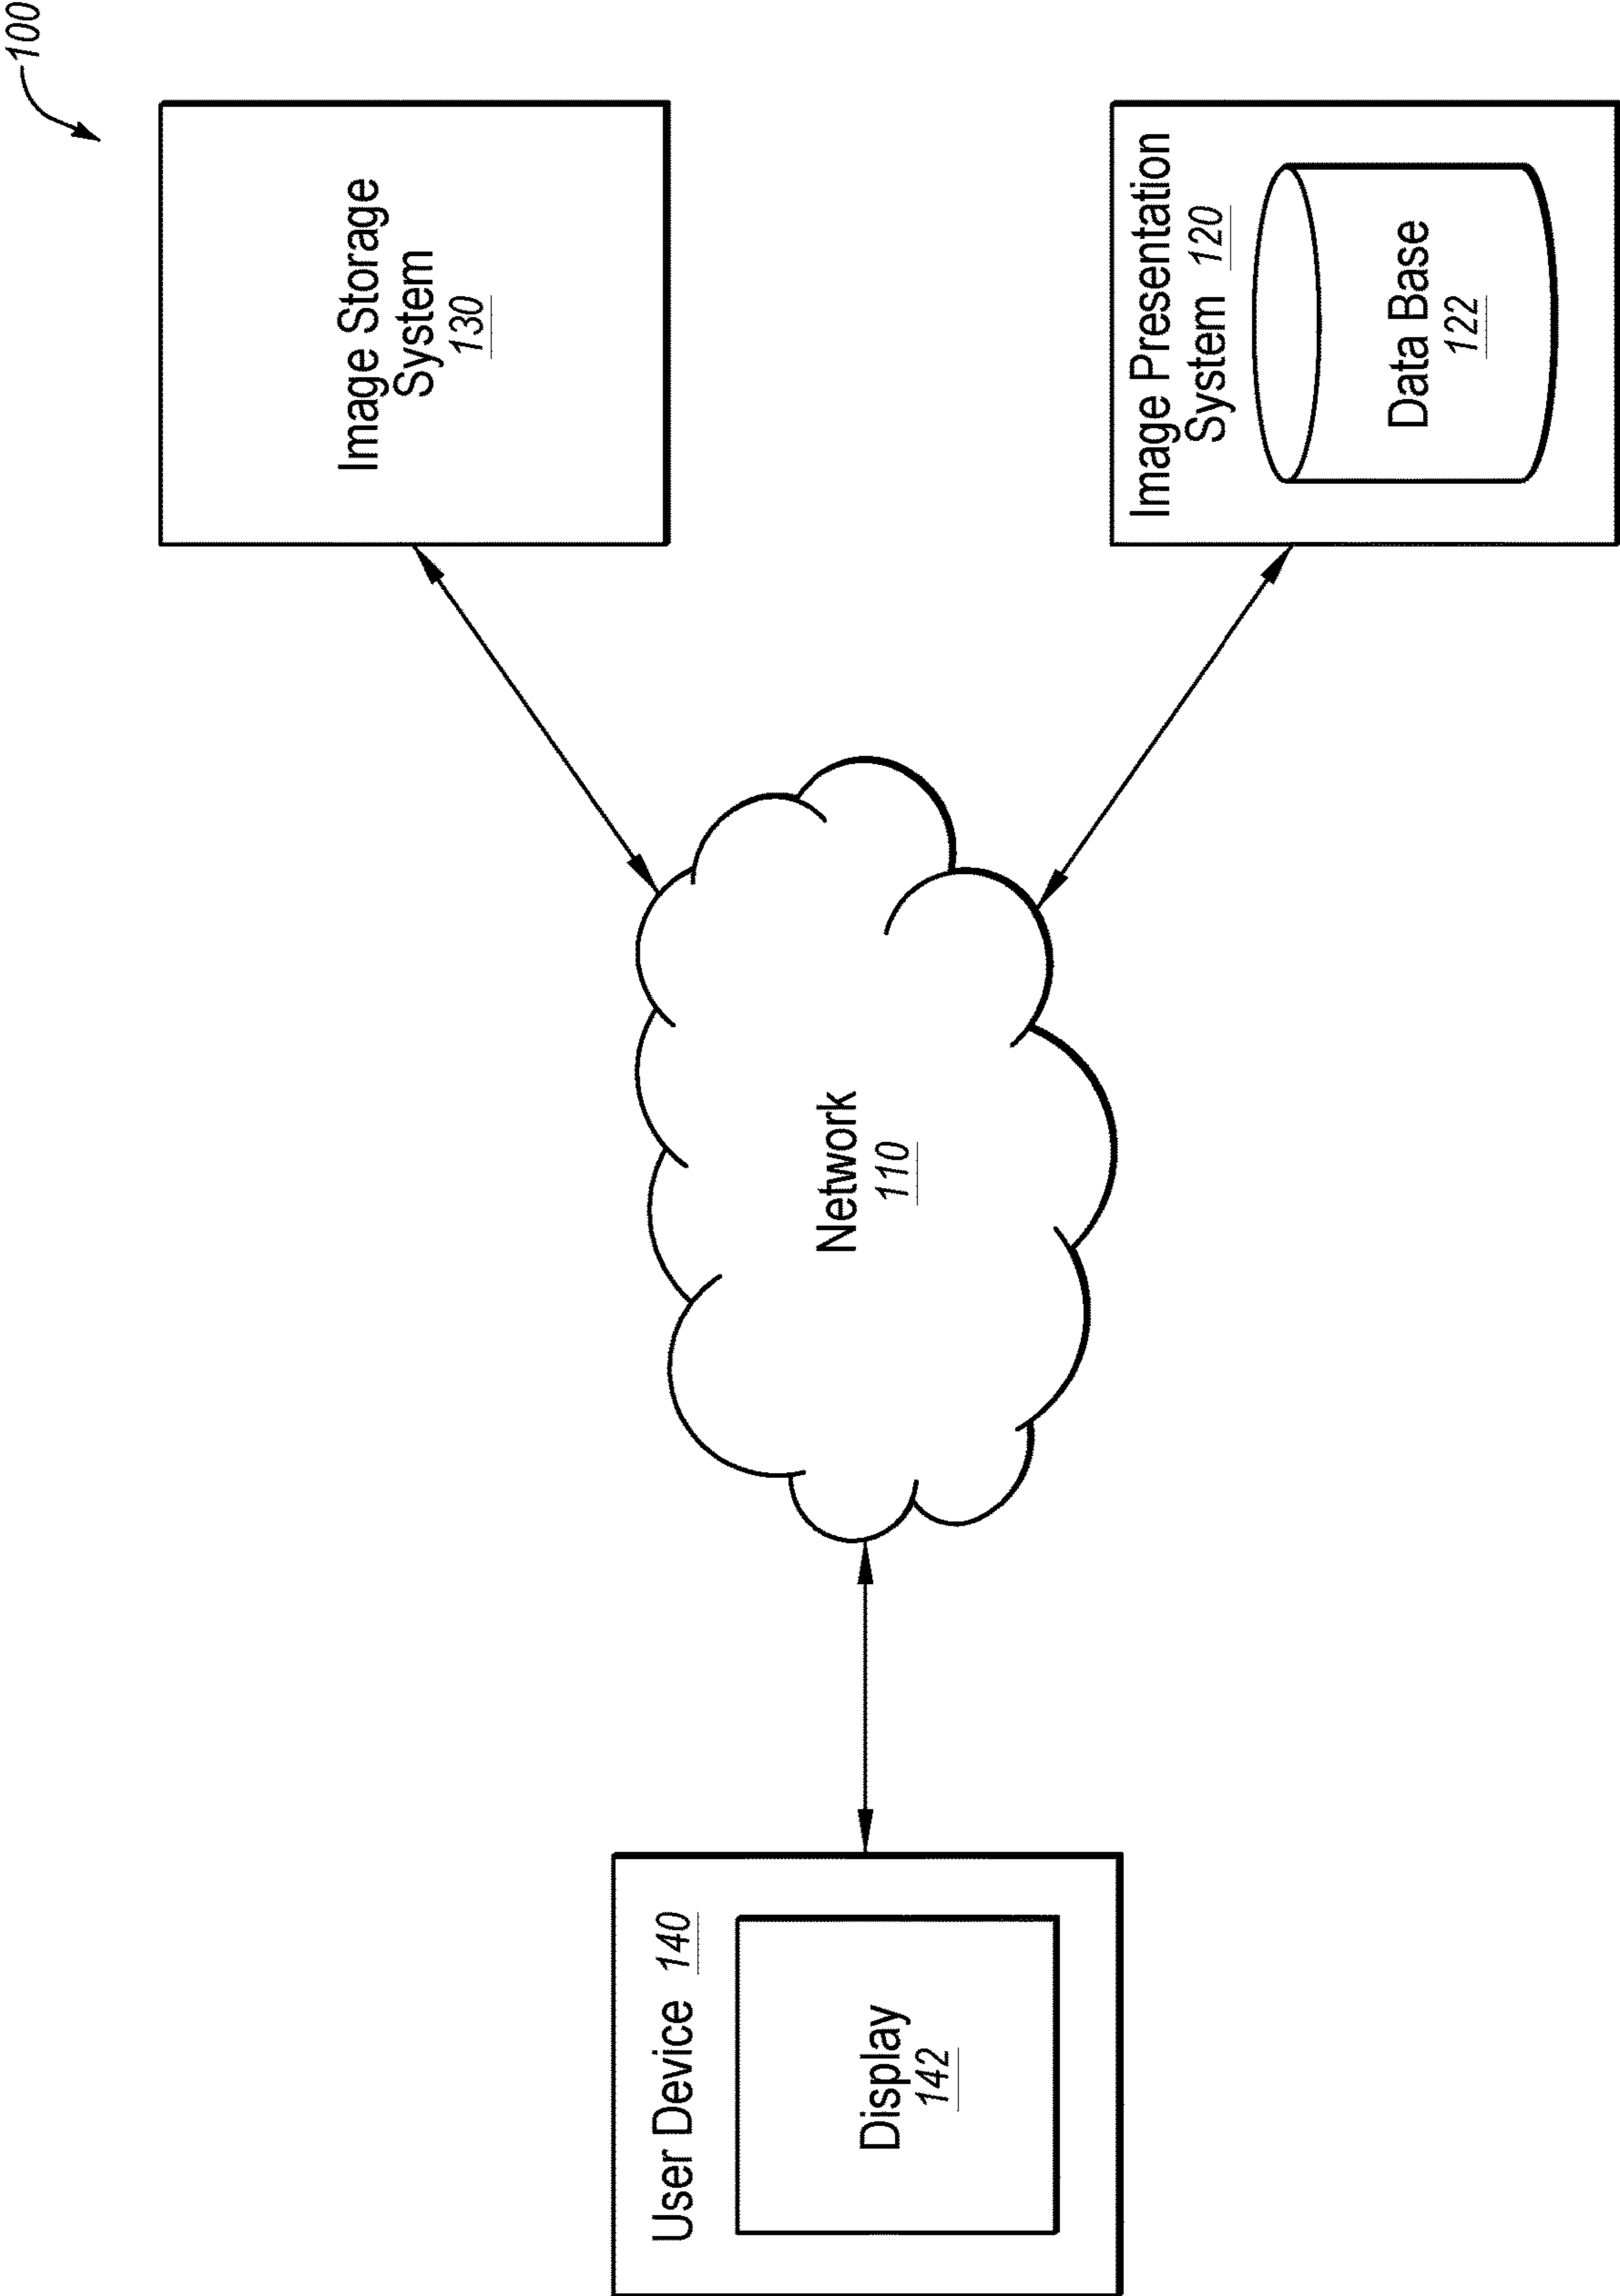 100
Image Storage
System
130
Image Presentation
System 120
Data Base
122
Network
110
User Device 140
Display
142